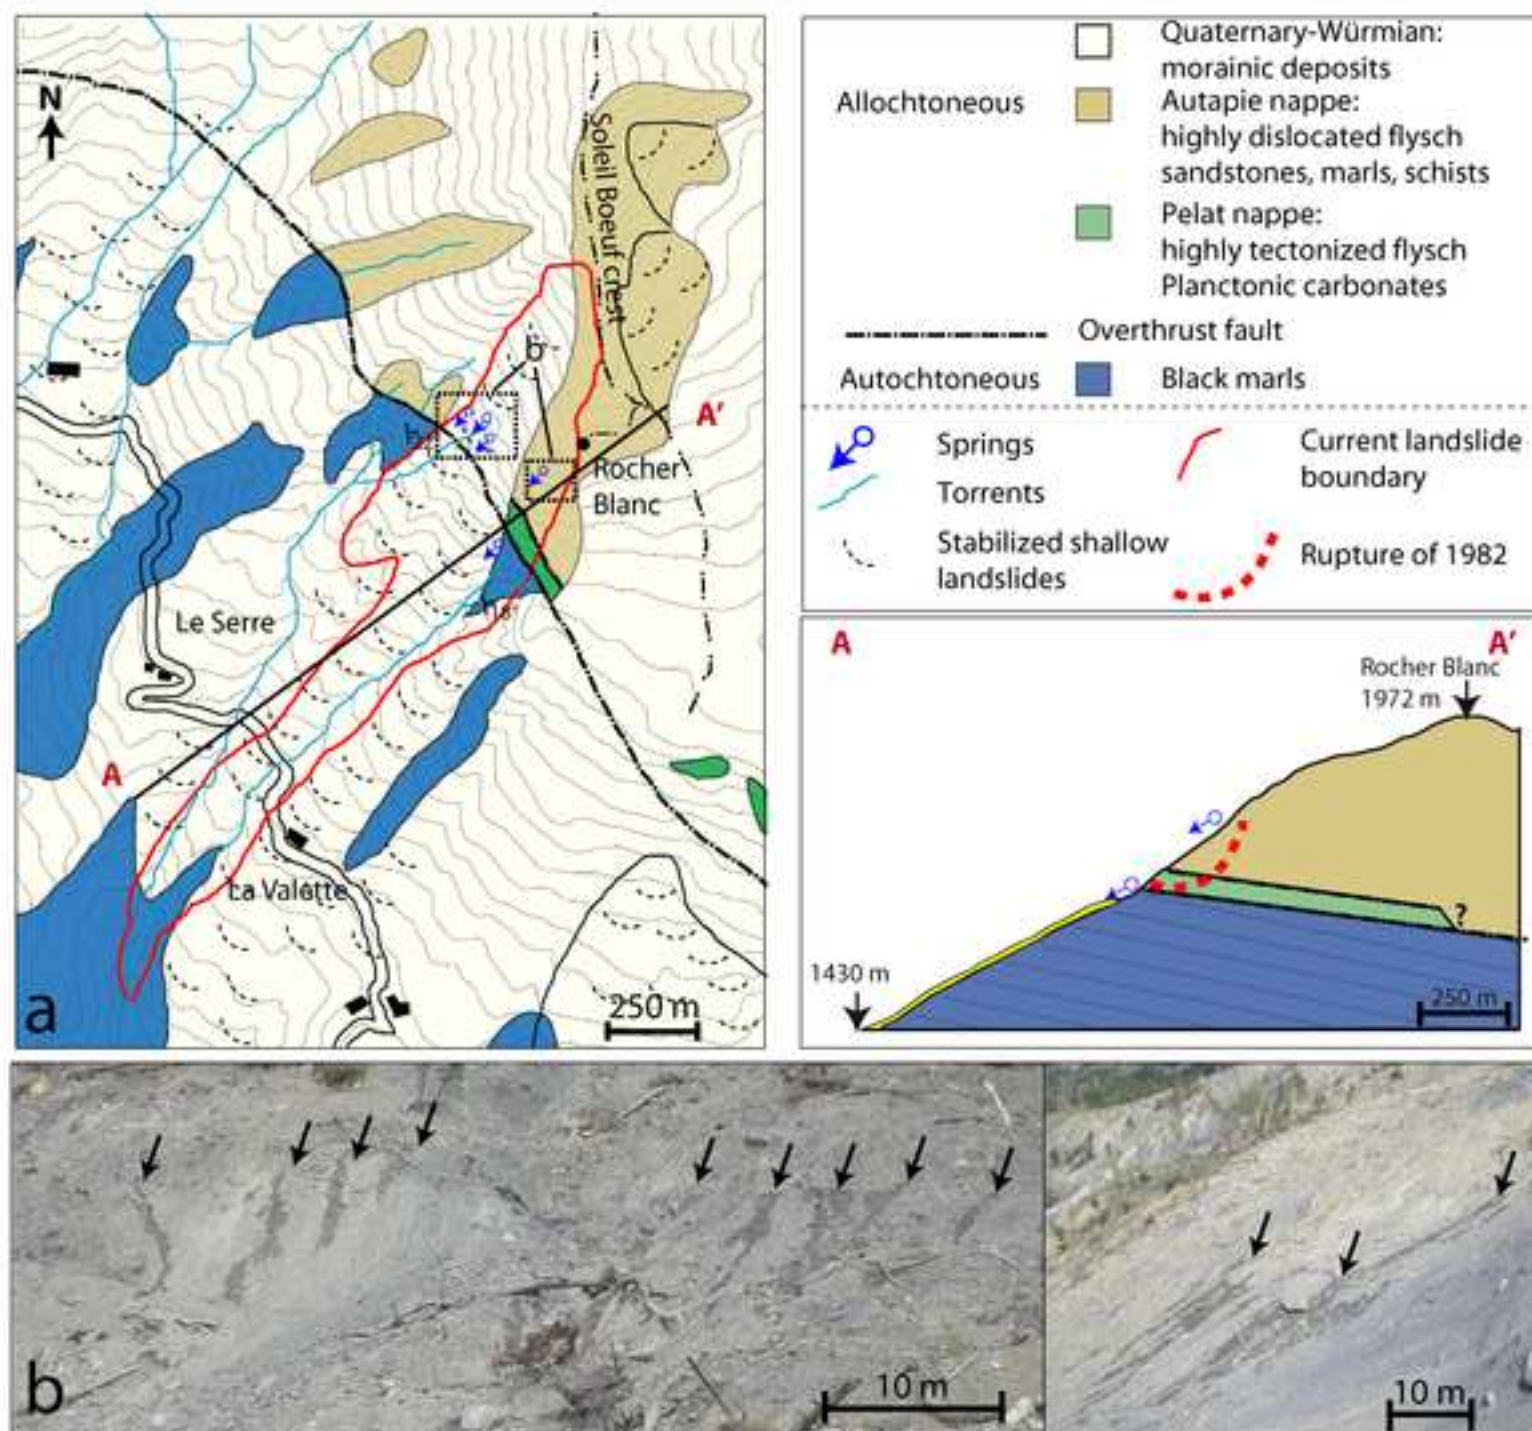 N
Soleil Boeuf crest
b
A'
Rocher
Blanc
Le Serre
A
La Valette
a
250 m
Quaternary-Würmian:
morainic deposits
Allochtoneous
Autapie nappe:
highly dislocated flysch
sandstones, marls, schists
Pelat nappe:
highly tectonized flysch
Planctonic carbonates
Overthrust fault
Autochtoneous
Black marls
Springs
Torrents
Stabilized shallow
landslides
Current landslide
boundary
Rupture of 1982
A
A'
Rocher Blanc
1972 m
?
1430 m
250 m
b
10 m
10 m